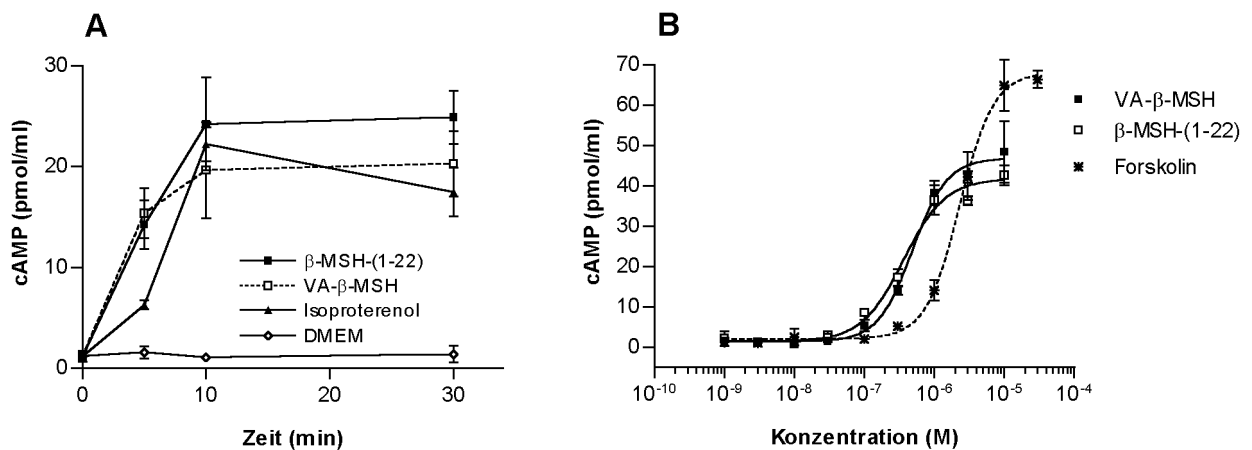 A
cAMP (pmol/ml)
30
20
10
0
β-MSH-(1-22)
VA-β-MSH
Isoproterenol
DMEM
0
10
20
30
Zeit (min)
B
cAMP (pmol/ml)
70
60
50
40
30
20
10
0
10⁻¹⁰
10⁻⁹
10⁻⁸
10⁻⁷
10⁻⁶
10⁻⁵
10⁻⁴
Konzentration (M)
VA-β-MSH
β-MSH-(1-22)
Forskolin